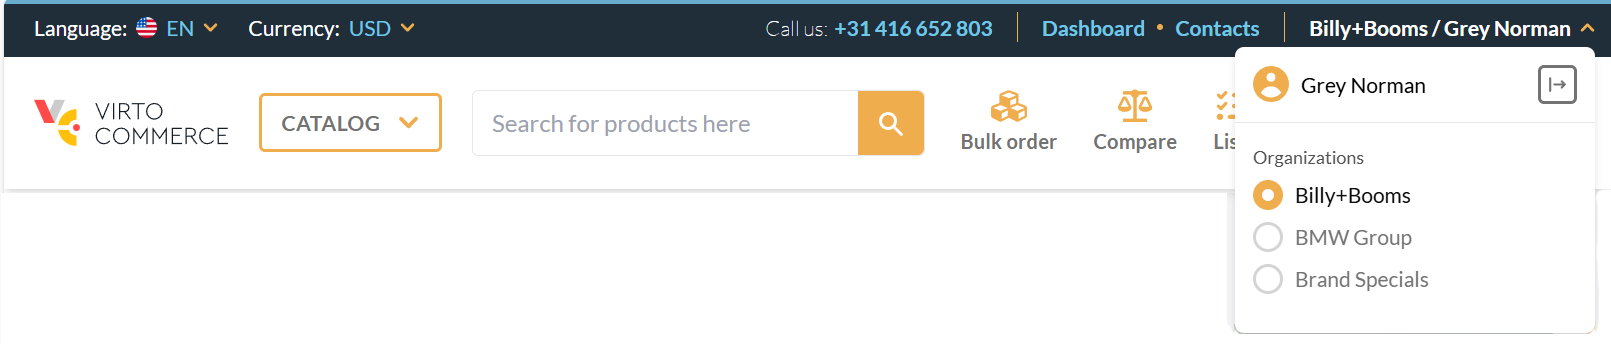 Language: EN Currency: USD Call us: +31 416 652 803 Dashboard • Contacts Billy+Booms / Grey Norman
VIRTO
COMMERCE
CATALOG
Search for products here
Bulk order
Compare
Grey Norman
Organizations
Billy+Booms
BMW Group
Brand Specials